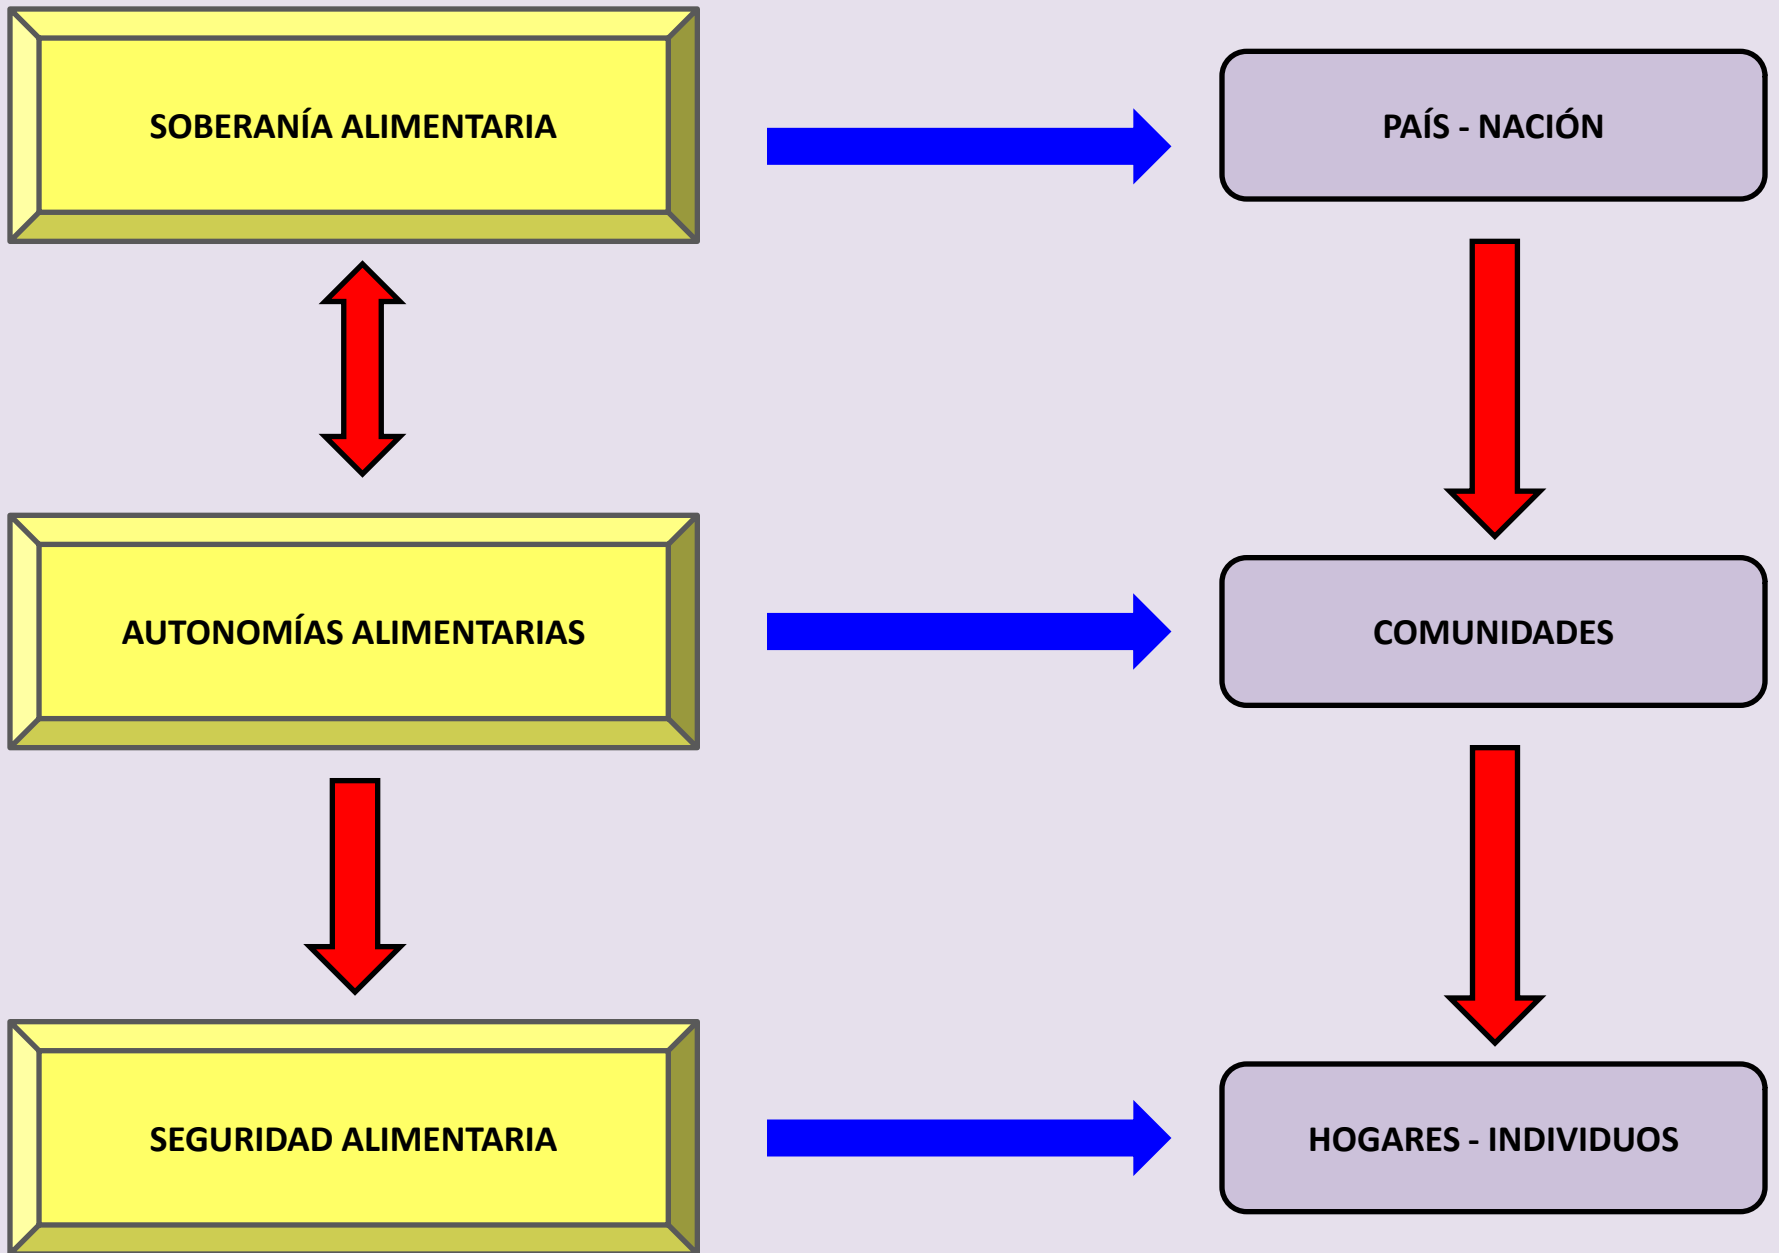 SOBERANÍA ALIMENTARIA
PAÍS - NACIÓN
AUTONOMÍAS ALIMENTARIAS
COMUNIDADES
SEGURIDAD ALIMENTARIA
HOGARES - INDIVIDUOS